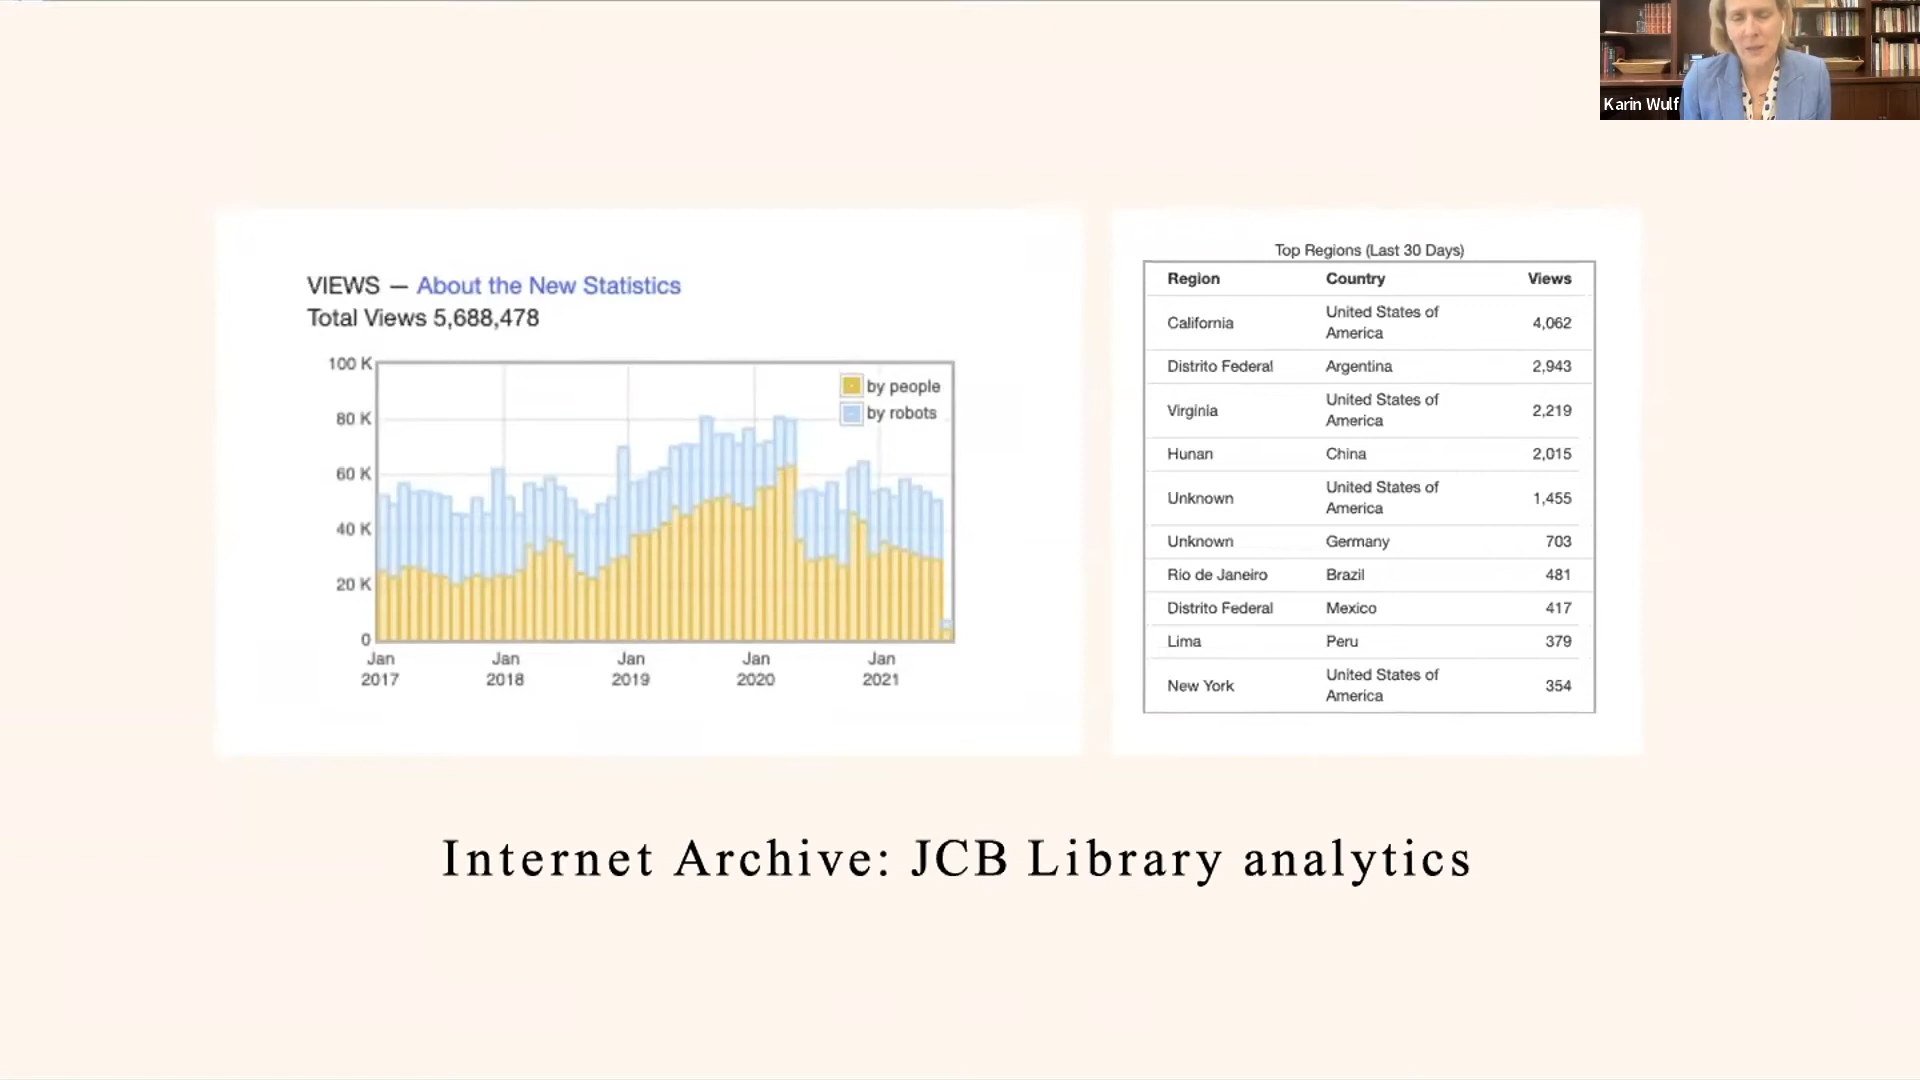 Karin Wulf
VIEWS — About the New Statistics
Total Views 5,688,478
100 K
80 K
60 K
40 K
20 K
0
by people
by robots
Jan 2017
Jan 2018
Jan 2019
Jan 2020
Jan 2021
Top Regions (Last 30 Days)
Region Country Views
California United States of America 4,062
Distrito Federal Argentina 2,943
Virginia United States of America 2,219
Hunan China 2,015
Unknown United States of America 1,455
Unknown Germany 703
Rio de Janeiro Brazil 481
Distrito Federal Mexico 417
Lima Peru 379
New York United States of America 354
Internet Archive: JCB Library analytics